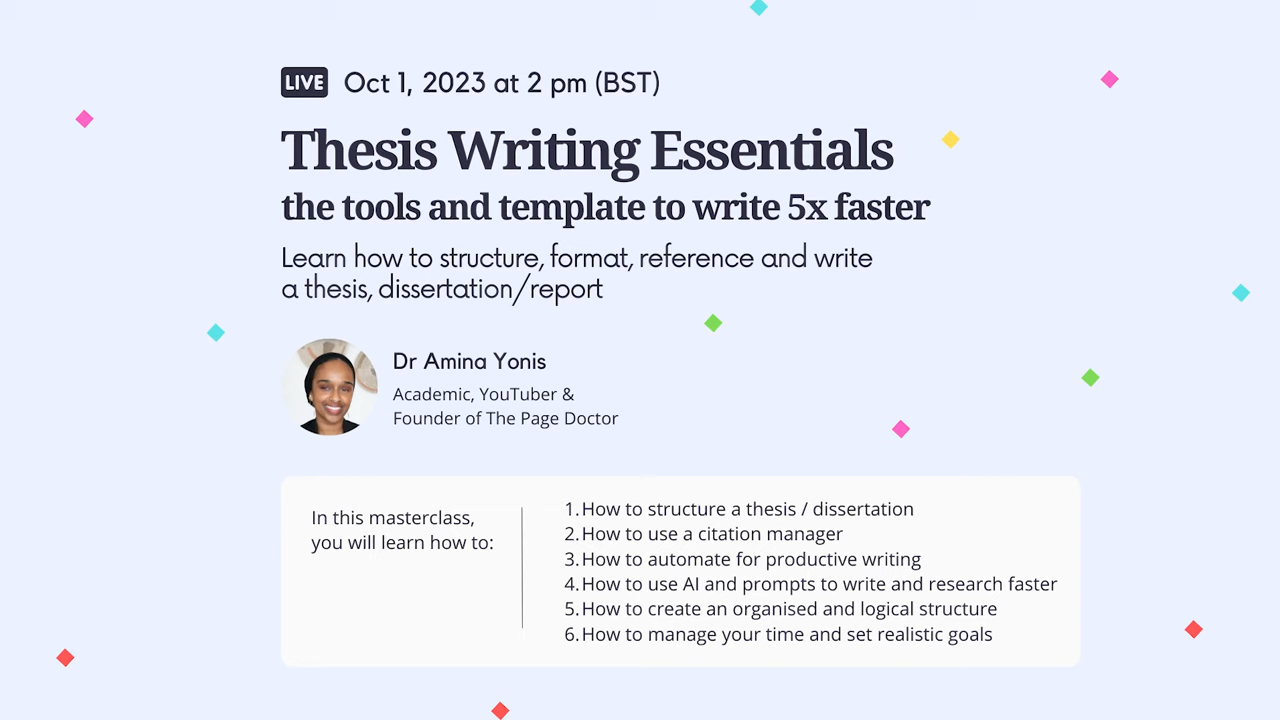 LIVE Oct 1, 2023 at 2 pm (BST)
Thesis Writing Essentials
the tools and template to write 5x faster
Learn how to structure, format, reference and write
a thesis, dissertation/report
Dr Amina Yonis
Academic, YouTuber &
Founder of The Page Doctor
In this masterclass,
you will learn how to:
1. How to structure a thesis / dissertation
2. How to use a citation manager
3. How to automate for productive writing
4. How to use AI and prompts to write and research faster
5. How to create an organised and logical structure
6. How to manage your time and set realistic goals